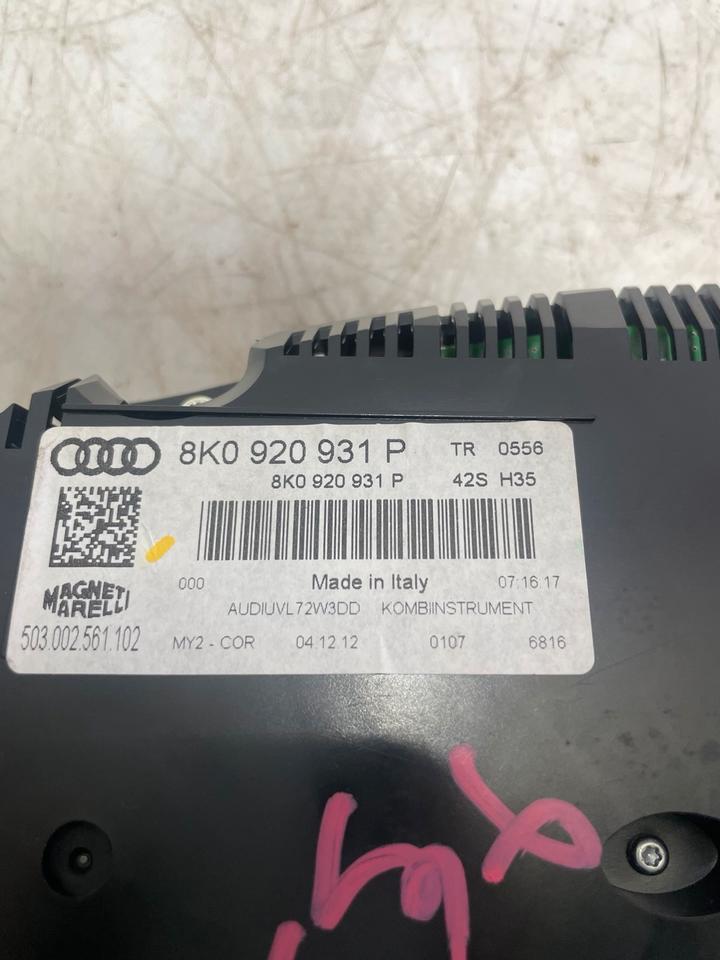 8K0 920 931 P TR 0556
8K0 920 931 P 42S H35
000 Made in Italy 07:16:17
AUDIUVL72W3DD KOMBIINSTRUMENT
MAGNETI MARELLI
503.002.561.102 MY2 - COR 04.12.12 0107 6816